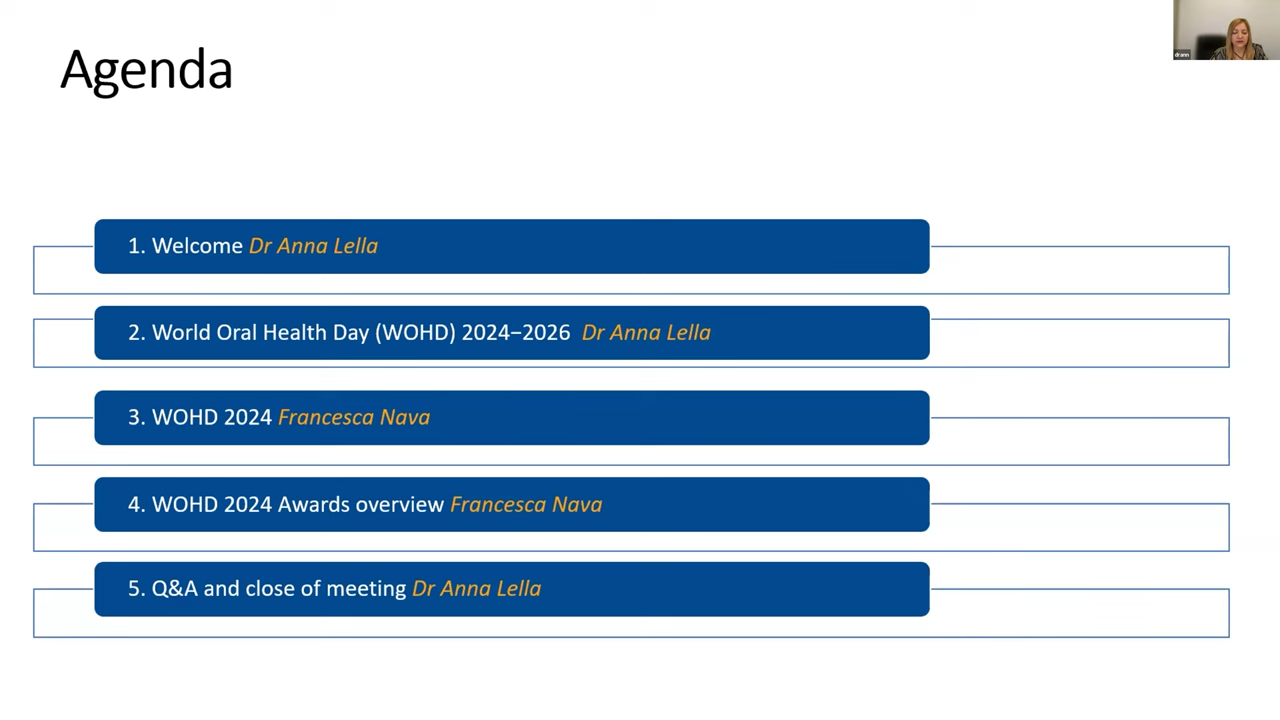 Agenda
drann
1. Welcome Dr Anna Lella
2. World Oral Health Day (WOHD) 2024–2026 Dr Anna Lella
3. WOHD 2024 Francesca Nava
4. WOHD 2024 Awards overview Francesca Nava
5. Q&A and close of meeting Dr Anna Lella